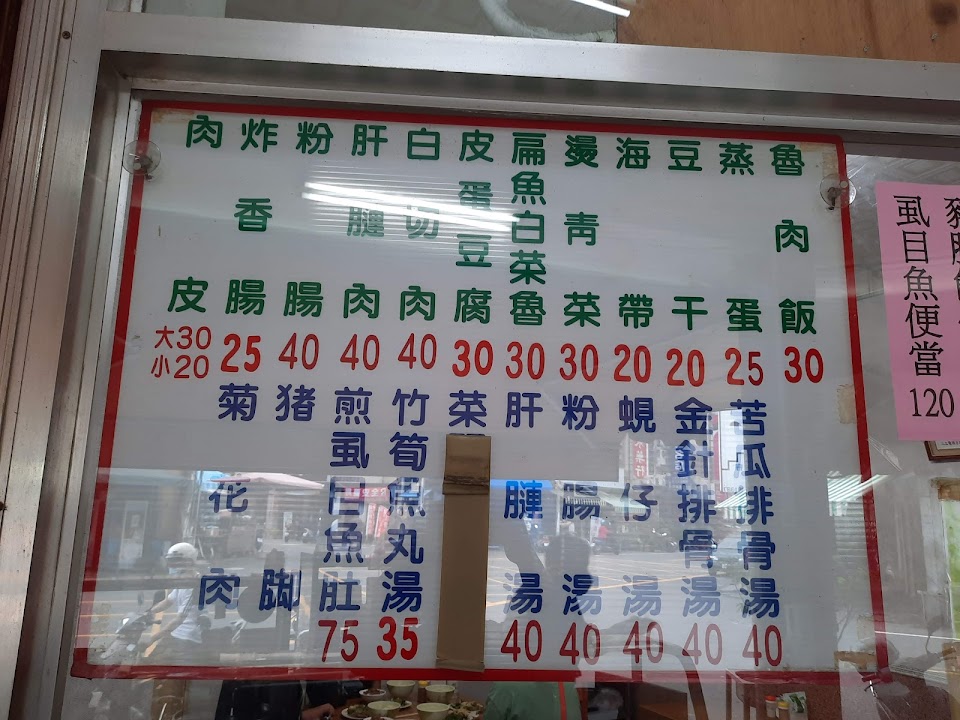 魯肉飯 30
蒸蛋 25
豆干 20
海帶 20
燙青菜 30
扁魚白菜魯 30
皮蛋豆腐 30
白切肉 40
肝肉 40
粉腸 40
炸香腸 25
肉皮 大30 小20
苦瓜排骨湯 40
金針排骨湯 40
蜆仔湯 40
粉腸湯 40
肝湯 40
菜
竹筍魚丸湯 35
煎虱目魚肚 75
猪脚
菊花肉
虱目魚便當 120